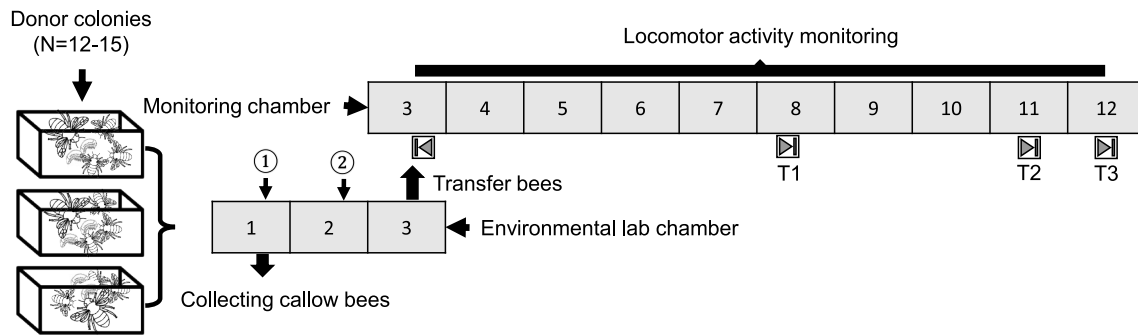 Donor colonies
(N=12-15)
Locomotor activity monitoring
Monitoring chamber
3 4 5 6 7 8 9 10 11 12
T1 T2 T3
① ②
Transfer bees
1 2 3
Environmental lab chamber
Collecting callow bees